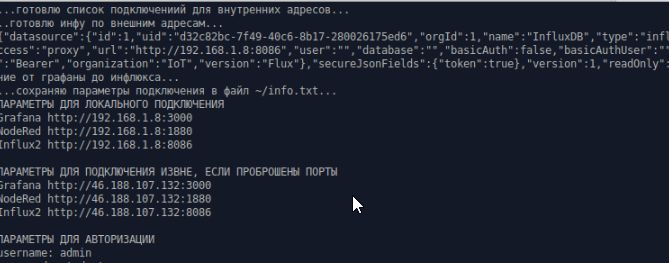 ...готовлю список подключениий для внутренних адресов...
..готовлю инфу по внешним адресам...
{"datasource":{"id":1,"uid":"d32c82bc-7f49-40c6-8b17-280026175ed6","orgId":1,"name":"InfluxDB","type":"infl
ccess":"proxy","url":"http://192.168.1.8:8086","user":"","database":"","basicAuth":false,"basicAuthUser":""
":"Bearer","organization":"IoT","version":"Flux"},"secureJsonFields":{"token":true},"version":1,"readOnly":
ние от графаны до инфлюкса...
...сохраняю параметры подключения в файл ~/info.txt...
ПАРАМЕТРЫ ДЛЯ ЛОКАЛЬНОГО ПОДКЛЮЧЕНИЯ
Grafana http://192.168.1.8:3000
NodeRed http://192.168.1.8:1880
Influx2 http://192.168.1.8:8086
ПАРАМЕТРЫ ДЛЯ ПОДКЛЮЧЕНИЯ ИЗВНЕ, ЕСЛИ ПРОБРОШЕНЫ ПОРТЫ
Grafana http://46.188.107.132:3000
NodeRed http://46.188.107.132:1880
Influx2 http://46.188.107.132:8086
ПАРАМЕТРЫ ДЛЯ АВТОРИЗАЦИИ
username: admin